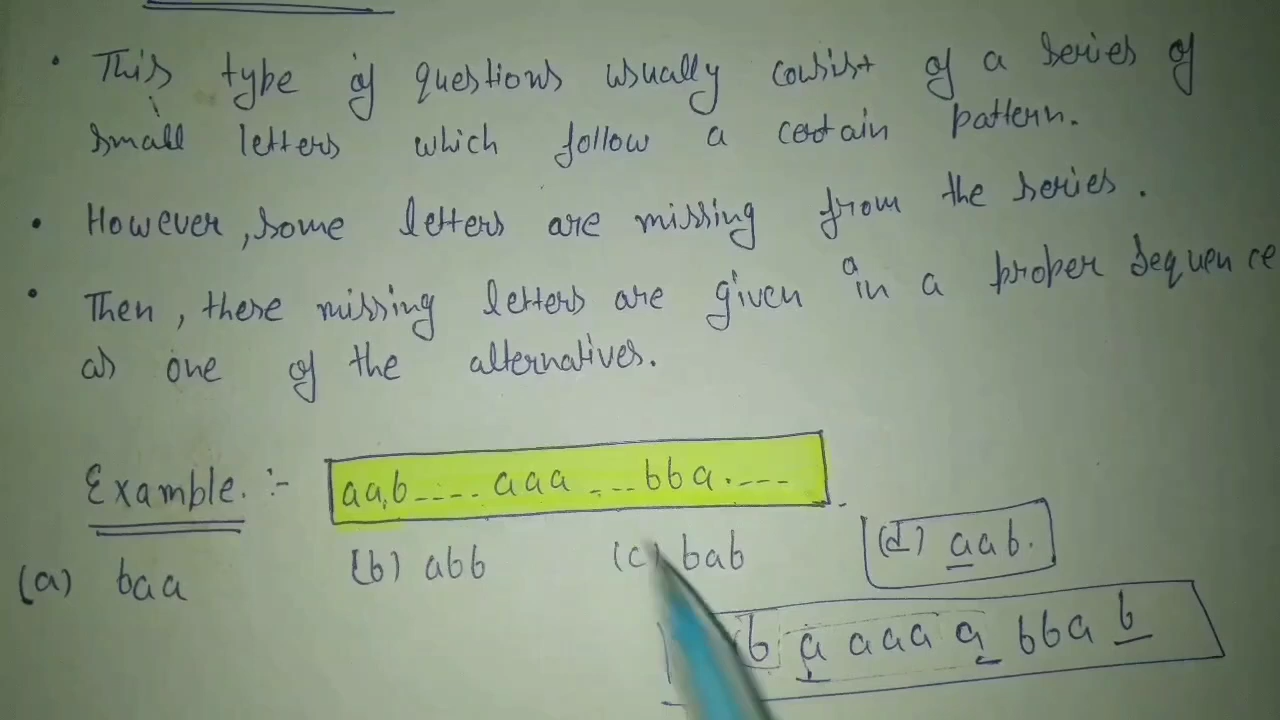 • This type of questions usually consist of a series of
small letters which follow a certain pattern.
• However, some letters are missing from the series.
• Then, these missing letters are given in a proper sequence
as one of the alternatives.
Examble :- aab---- aaa ----bba.---
(a) baa (b) abb (c) bab (d) aab.
b a aaa a bba b